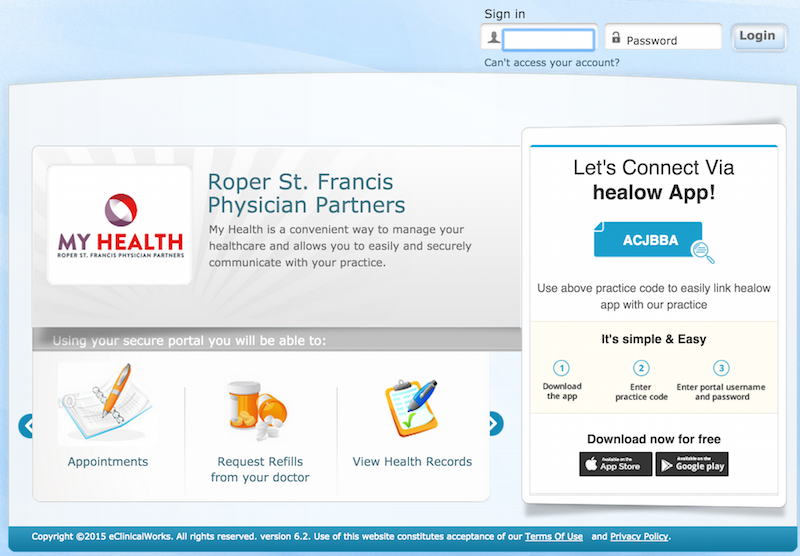 Sign in
Password
Login
Can't access your account?
MY HEALTH
ROPER ST. FRANCIS PHYSICIAN PARTNERS
Roper St. Francis
Physician Partners
My Health is a convenient way to manage your
healthcare and allows you to easily and securely
communicate with your practice.
Using your secure portal you will be able to:
Appointments
Request Refills
from your doctor
View Health Records
Let's Connect Via
healow App!
ACJBBA
Use above practice code to easily link healow
app with our practice
It's simple & Easy
1
Download
the app
2
Enter
practice code
3
Enter portal username
and password
Download now for free
Available on the
App Store
Available on the
Google play
Copyright ©2015 eClinicalWorks. All rights reserved. version 6.2. Use of this website constitutes acceptance of our Terms Of Use and Privacy Policy.